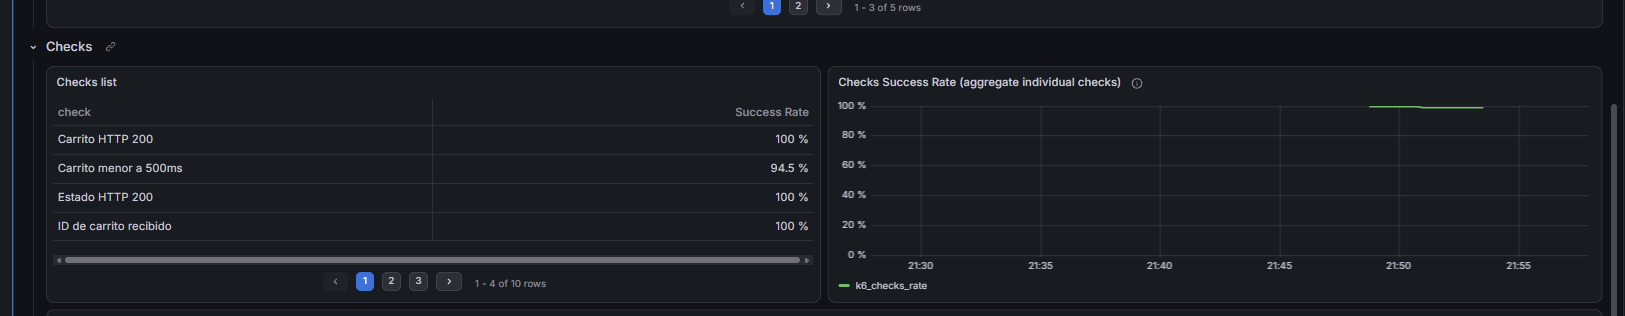 1 2 1 - 3 of 5 rows
Checks
Checks list
check Success Rate
Carrito HTTP 200 100 %
Carrito menor a 500ms 94.5 %
Estado HTTP 200 100 %
ID de carrito recibido 100 %
1 2 3 1 - 4 of 10 rows
Checks Success Rate (aggregate individual checks)
100 %
80 %
60 %
40 %
20 %
0 %
21:30 21:35 21:40 21:45 21:50 21:55
k6_checks_rate